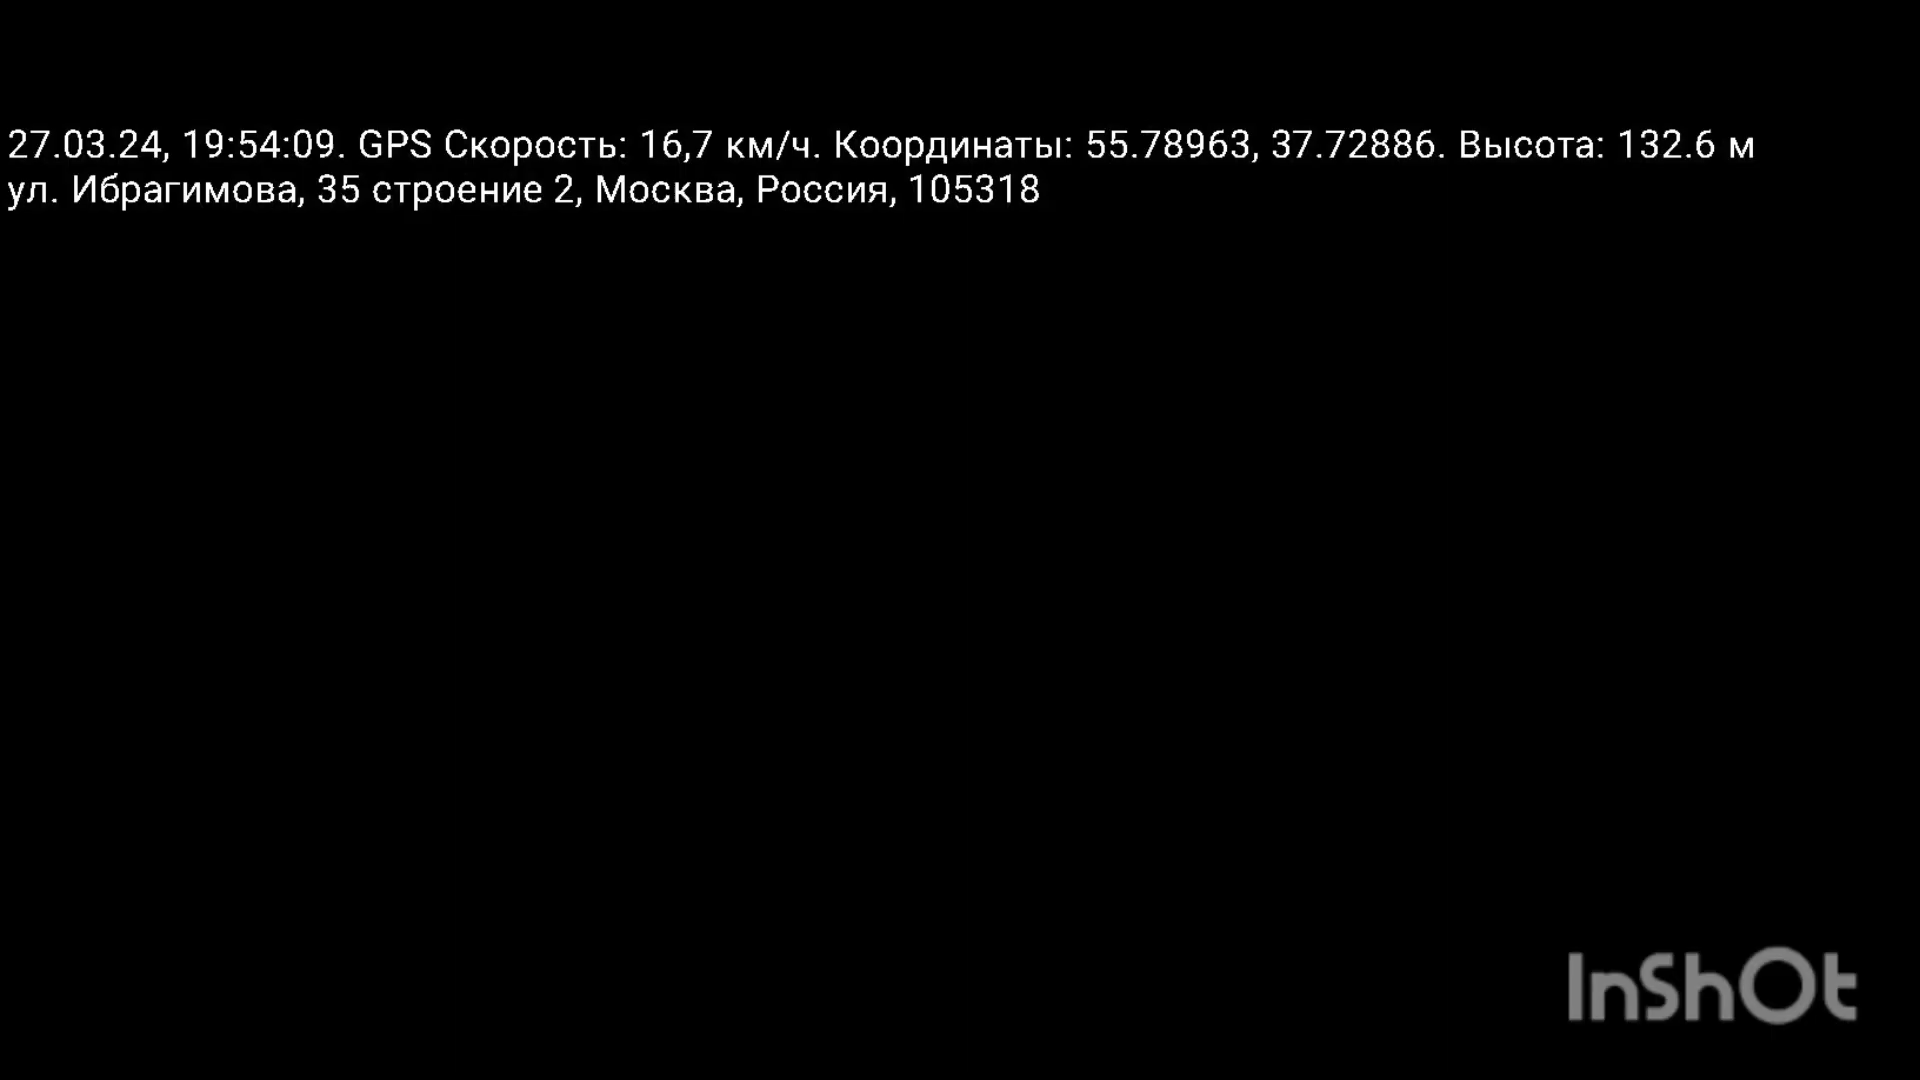 27.03.24, 19:54:09. GPS Скорость: 16,7 км/ч. Координаты: 55.78963, 37.72886. Высота: 132.6 м
ул. Ибрагимова, 35 строение 2, Москва, Россия, 105318
InShOt